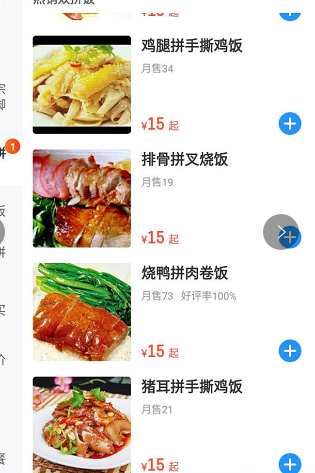 ¥15 起
鸡腿拼手撕鸡饭
月售34
¥15 起
1
排骨拼叉烧饭
月售19
¥15 起
烧鸭拼肉卷饭
月售73 好评率100%
¥15 起
猪耳拼手撕鸡饭
月售21
¥15 起